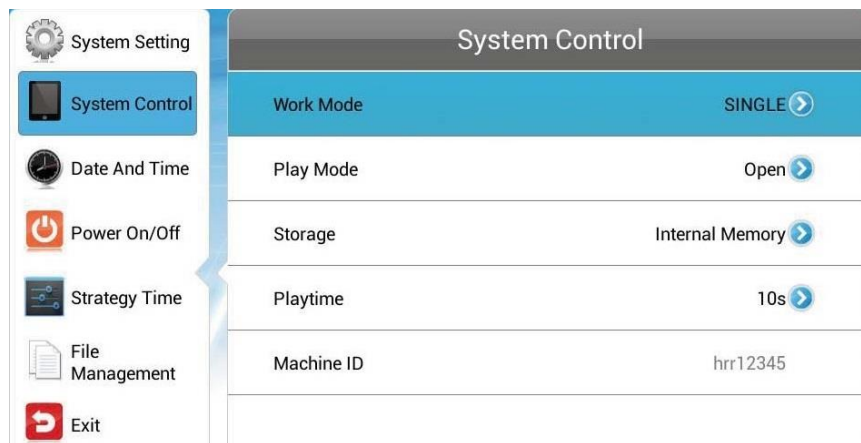 System Setting
System Control
Date And Time
Power On/Off
Strategy Time
File
Management
Exit
System Control
Work Mode SINGLE
Play Mode Open
Storage Internal Memory
Playtime 10s
Machine ID hrr12345